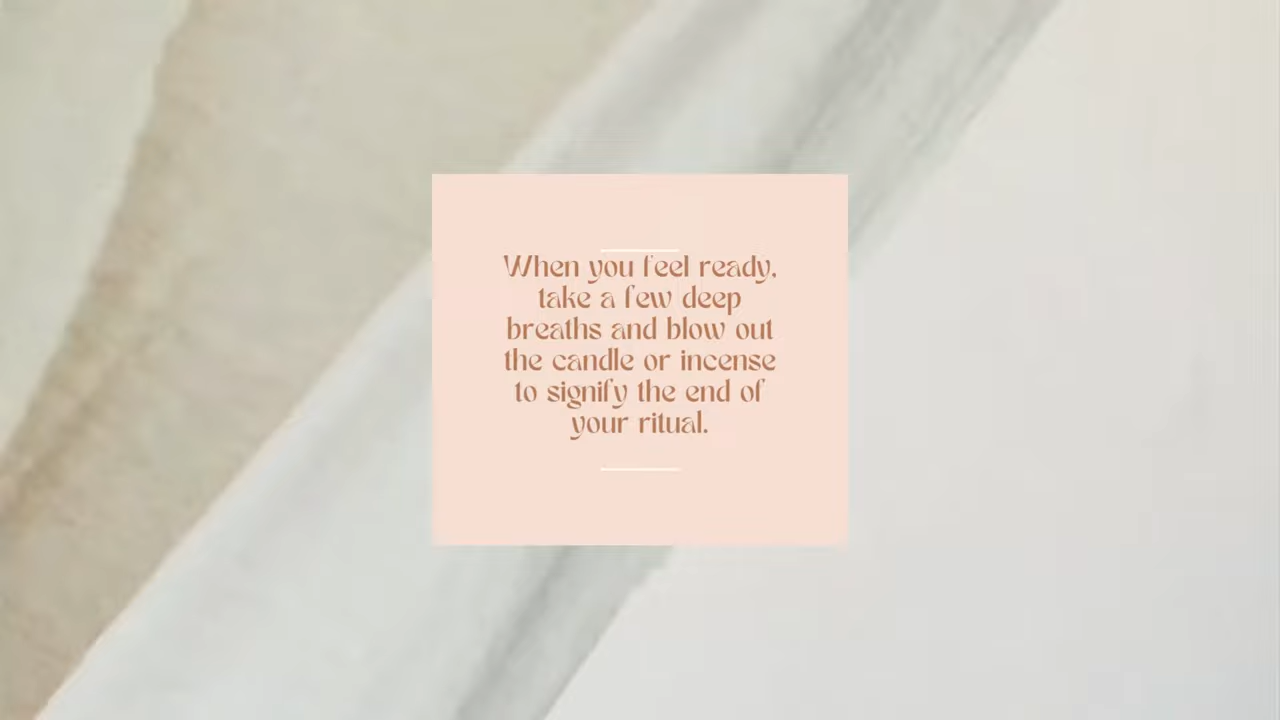 When you feel ready,
take a few deep
breaths and blow out
the candle or incense
to signify the end of
your ritual.